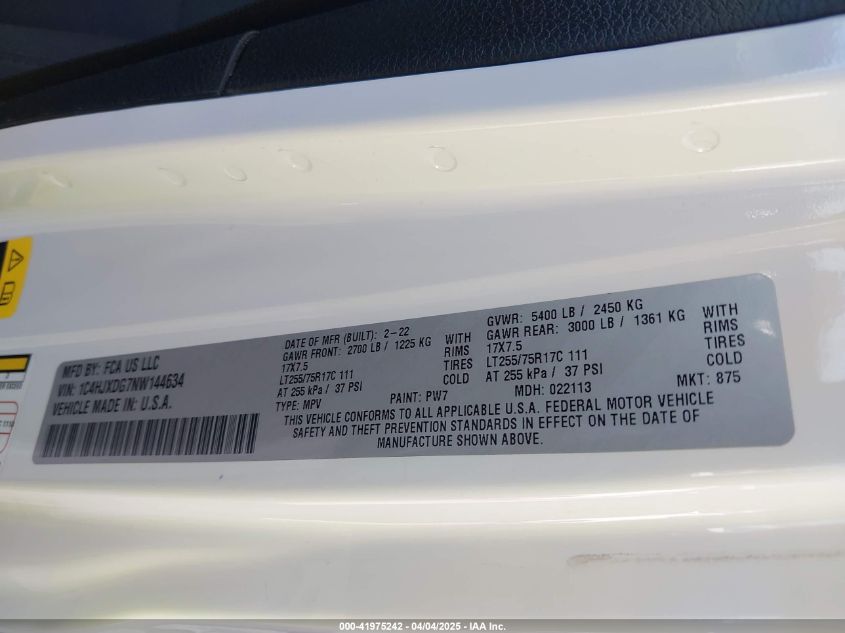 MFD BY: FCA US LLC
VIN: 1C4HJXDG7NW144634
VEHICLE MADE IN: U.S.A.
DATE OF MFR (BUILT): 2-22
GAWR FRONT: 2700 LB / 1225 KG WITH
17X7.5 RIMS
LT255/75R17C 111 TIRES
AT 255 kPa / 37 PSI COLD
TYPE: MPV
GVWR: 5400 LB / 2450 KG
GAWR REAR: 3000 LB / 1361 KG WITH
17X7.5 RIMS
LT255/75R17C 111 TIRES
AT 255 kPa / 37 PSI COLD
PAINT: PW7 MDH: 022113 MKT: 875
THIS VEHICLE CONFORMS TO ALL APPLICABLE U.S.A. FEDERAL MOTOR VEHICLE
SAFETY AND THEFT PREVENTION STANDARDS IN EFFECT ON THE DATE OF
MANUFACTURE SHOWN ABOVE.
000-41975242 - 04/04/2025 - IAA Inc.